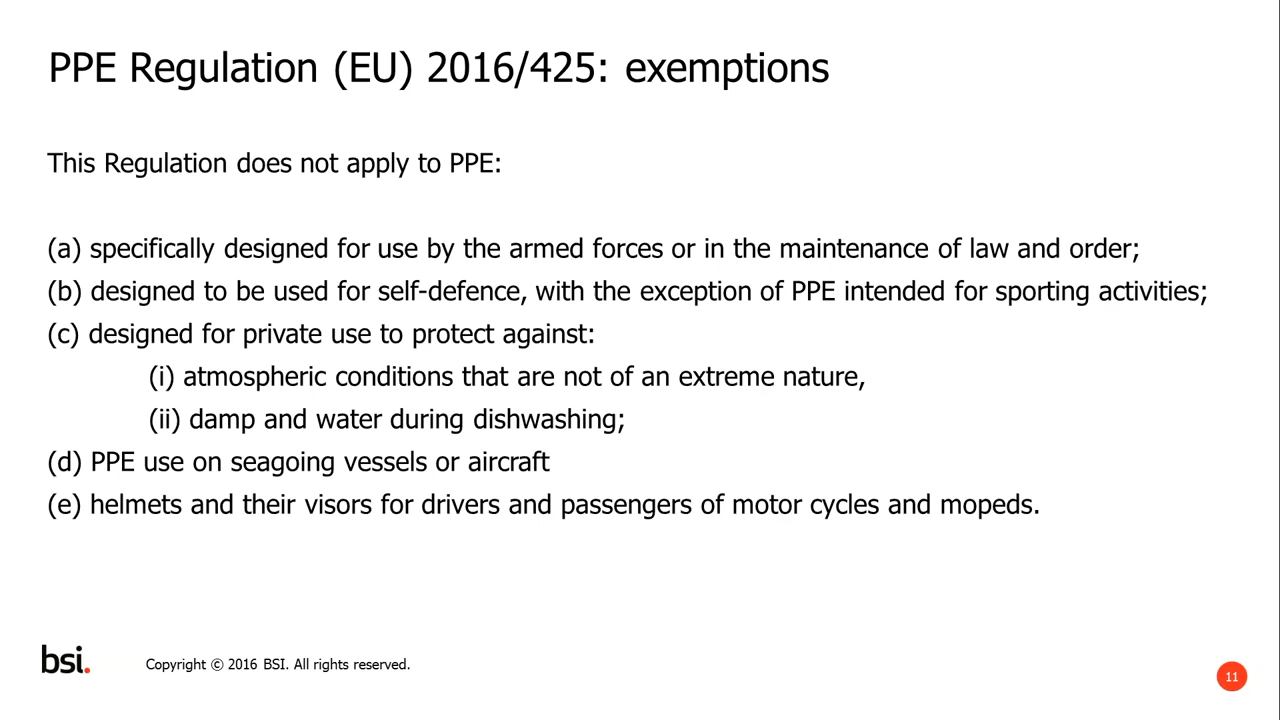 PPE Regulation (EU) 2016/425: exemptions
This Regulation does not apply to PPE:
(a) specifically designed for use by the armed forces or in the maintenance of law and order;
(b) designed to be used for self-defence, with the exception of PPE intended for sporting activities;
(c) designed for private use to protect against:
(i) atmospheric conditions that are not of an extreme nature,
(ii) damp and water during dishwashing;
(d) PPE use on seagoing vessels or aircraft
(e) helmets and their visors for drivers and passengers of motor cycles and mopeds.
bsi.
Copyright © 2016 BSI. All rights reserved.
11